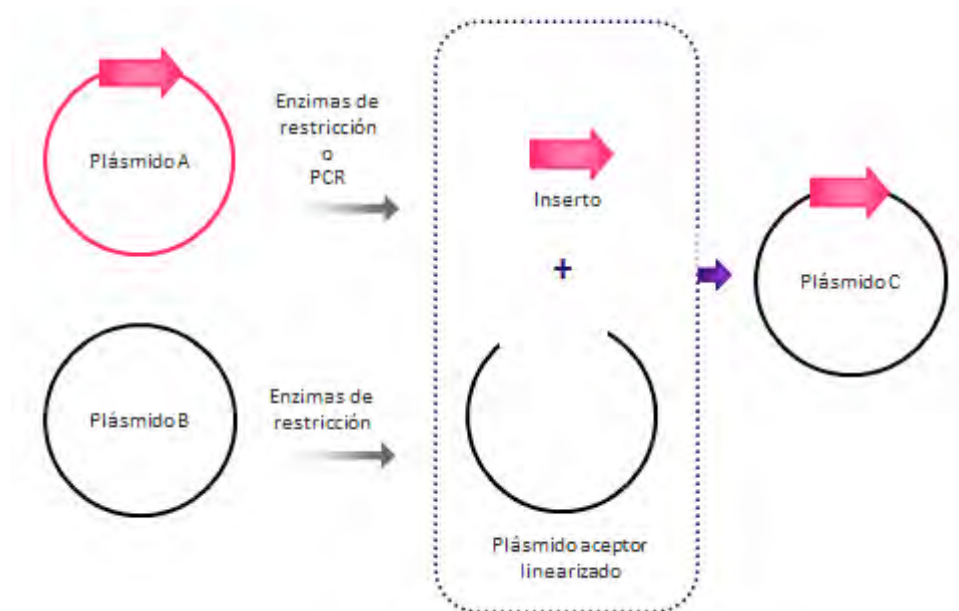 Plásmido A
Enzimas de
restricción
o
PCR
Inserto
+
Plásmido C
Plásmido B
Enzimas de
restricción
Plásmido aceptor
linearizado